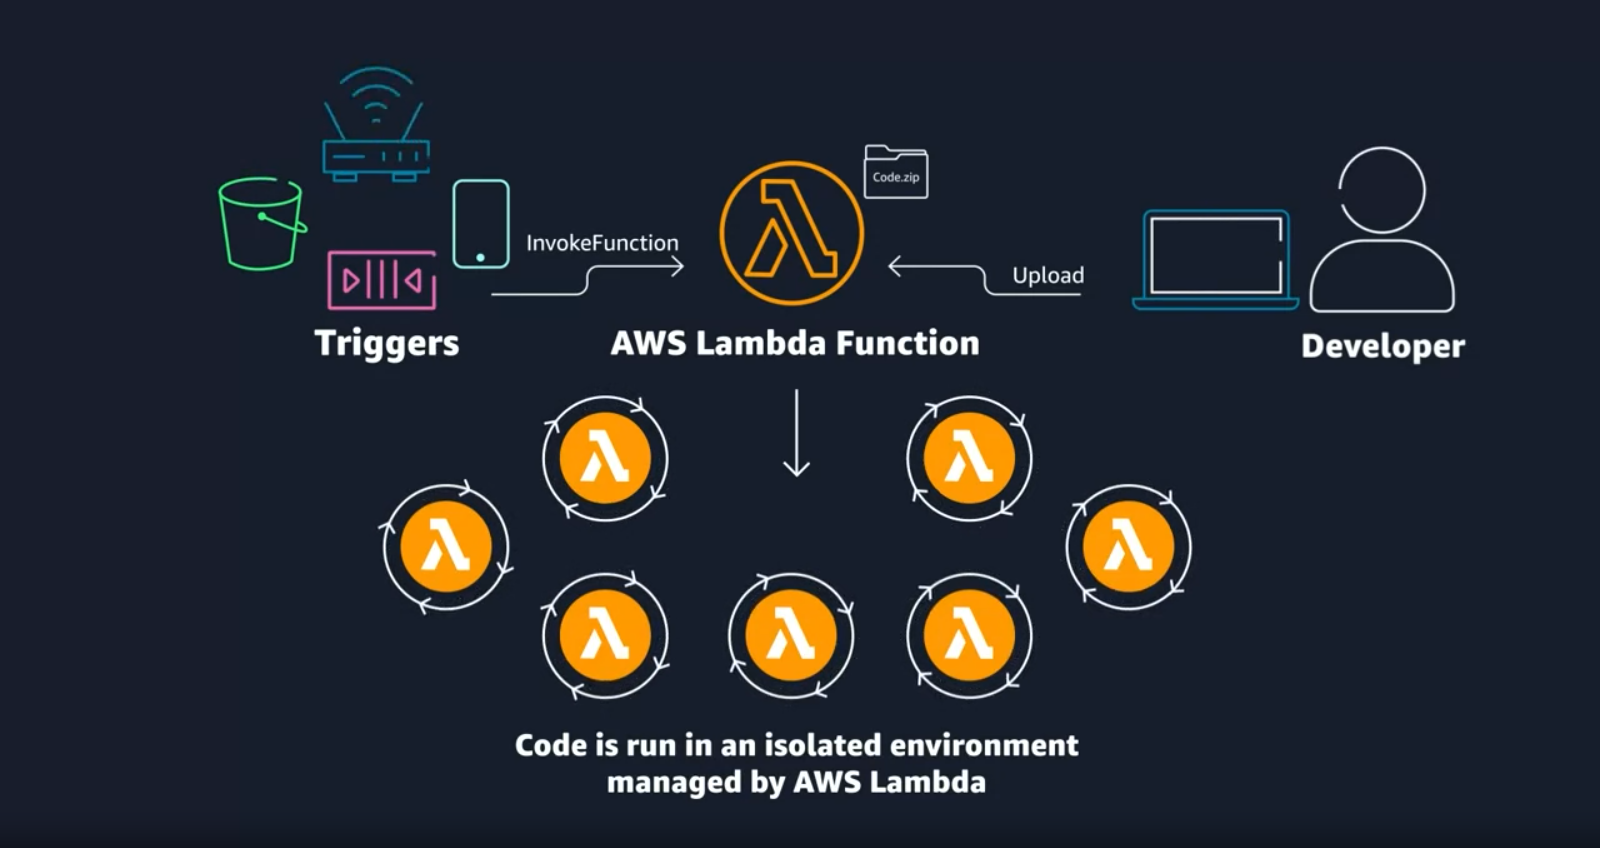 Code.zip
InvokeFunction
Upload
Triggers
AWS Lambda Function
Developer
Code is run in an isolated environment
managed by AWS Lambda